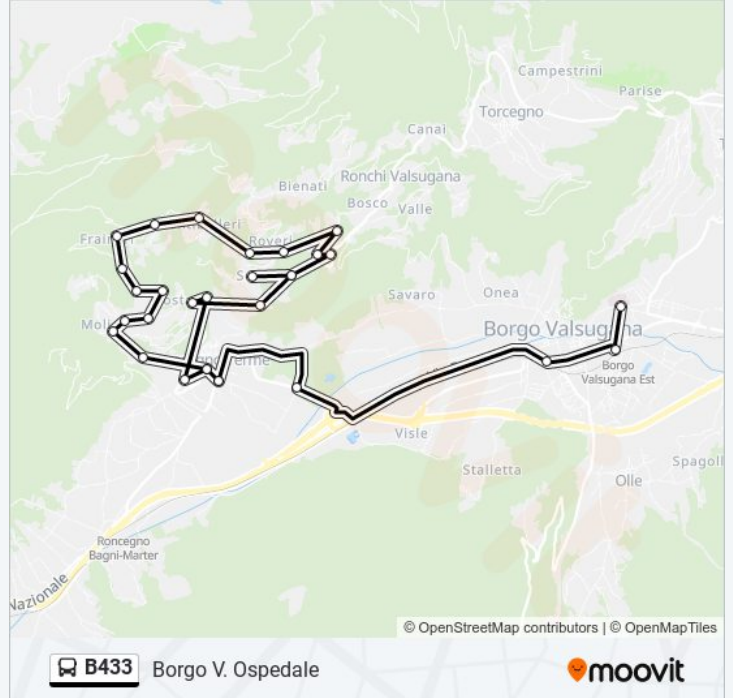 Campestrini
Parise
Torcegno
Canai
Ronchi Valsugana
Bienati
Bosco
Valle
Roveri
Savaro
Onea
Borgo Valsugana
Borgo
Valsugana Est
Visle
Stalletta
Spagoll
Olle
Roncegno
Bagni-Marter
Nazionale
© OpenStreetMap contributors | © OpenMapTiles
B433 Borgo V. Ospedale
moovit